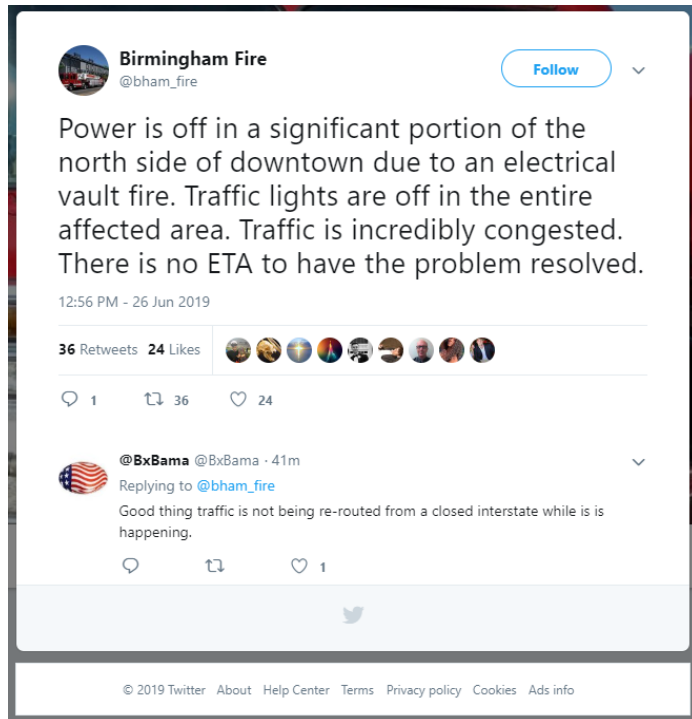 Birmingham Fire
@bham_fire
Follow
Power is off in a significant portion of the
north side of downtown due to an electrical
vault fire. Traffic lights are off in the entire
affected area. Traffic is incredibly congested.
There is no ETA to have the problem resolved.
12:56 PM - 26 Jun 2019
36 Retweets 24 Likes
1 36 24
@BxBama @BxBama · 41m
Replying to @bham_fire
Good thing traffic is not being re-routed from a closed interstate while is is
happening.
1
© 2019 Twitter About Help Center Terms Privacy policy Cookies Ads info